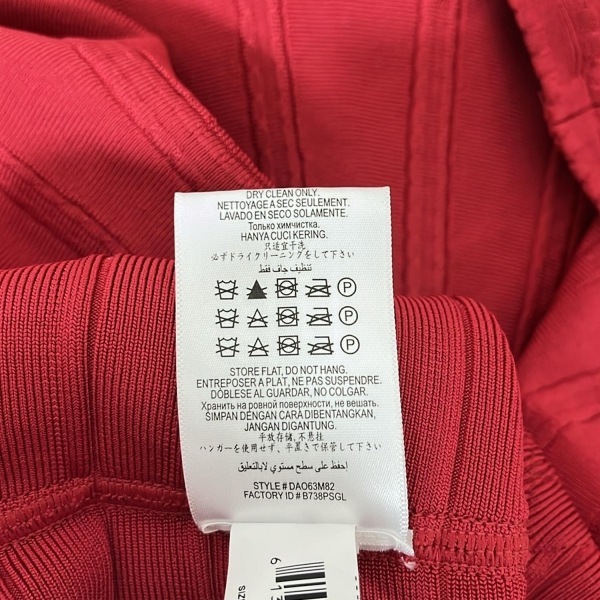 DRY CLEAN ONLY.
NETTOYAGE A SEC SEULEMENT.
LAVADO EN SECO SOLAMENTE.
Только химчистка.
HANYA CUCI KERING.
只适宜干洗
必ずドライクリーニングをして下さい
تنظيف جاف فقط
P
P
P
STORE FLAT, DO NOT HANG.
ENTREPOSER A PLAT, NE PAS SUSPENDRE.
DÓBLESE AL GUARDAR, NO COLGAR.
Хранить на ровной поверхности, не вешать.
SIMPAN DENGAN CARA DIBENTANGKAN,
JANGAN DIGANTUNG.
平放存储, 不悬挂
ハンガーを使用せず、平置きで保管して下さい
إحفظ على سطح مستوي لابالتعليق
STYLE # DAO63M82
FACTORY ID # B738PSGL